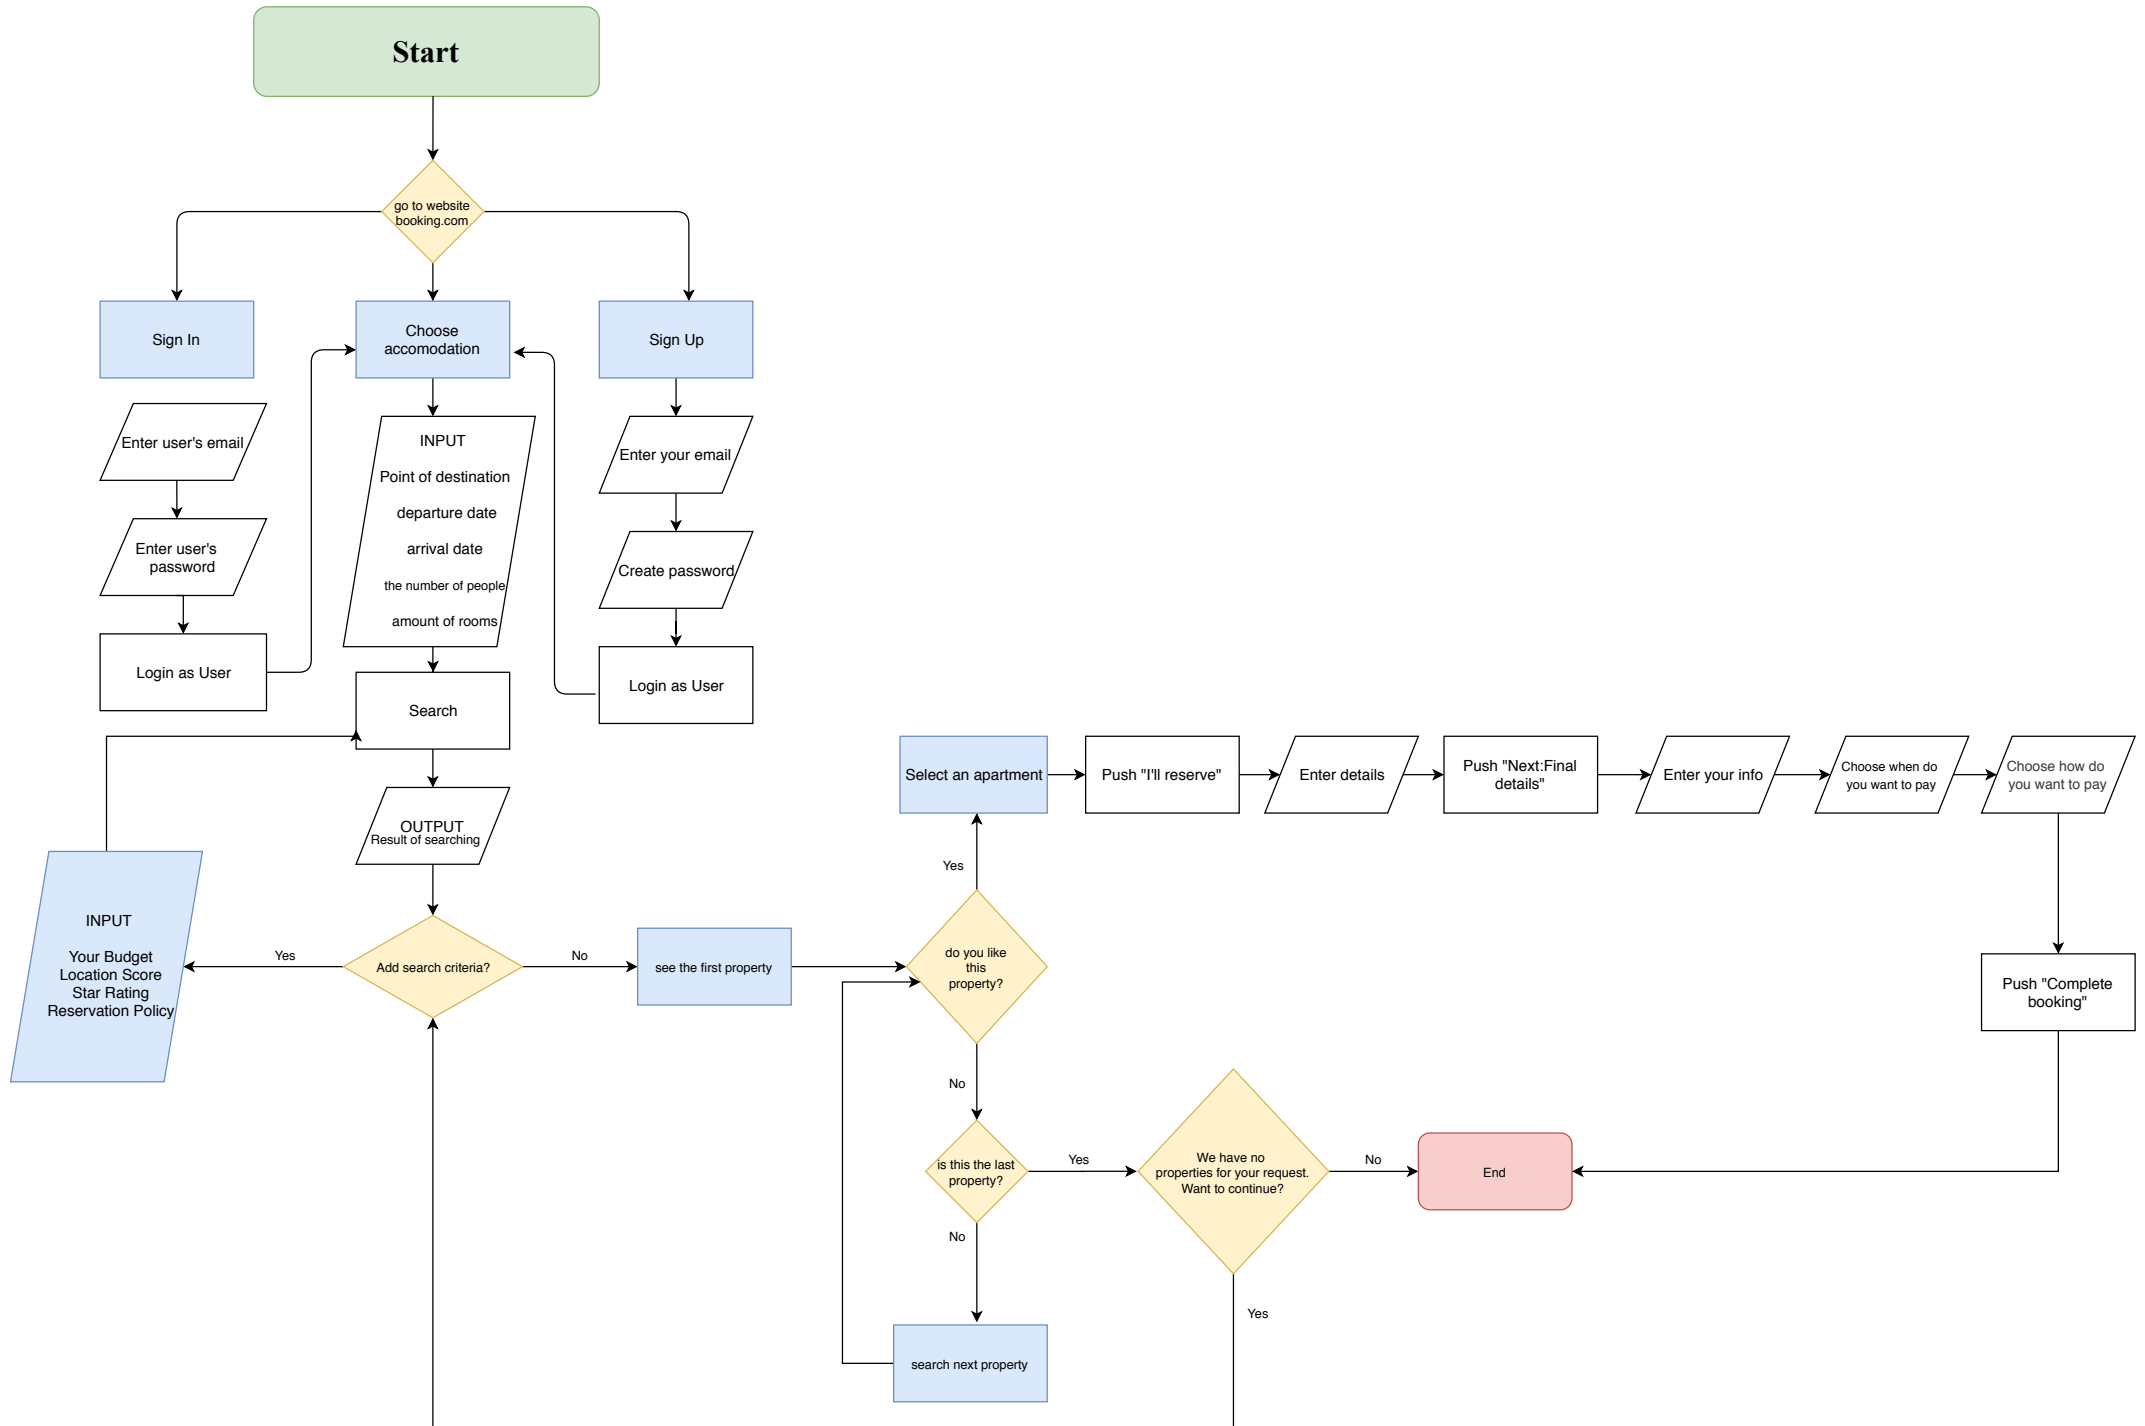 Start
go to website
booking.com
Sign In
Choose
accomodation
Sign Up
Enter user's email
INPUT
Point of destination
departure date
arrival date
the number of people
amount of rooms
Enter your email
Enter user's
password
Create password
Login as User
Login as User
Search
OUTPUT
Result of searching
INPUT
Your Budget
Location Score
Star Rating
Reservation Policy
Yes
Add search criteria?
No
see the first property
do you like
this
property?
Yes
Select an apartment
Push "I'll reserve"
Enter details
Push "Next:Final
details"
Enter your info
Choose when do
you want to pay
Choose how do
you want to pay
Push "Complete
booking"
No
is this the last
property?
Yes
We have no
properties for your request.
Want to continue?
No
End
No
search next property
Yes